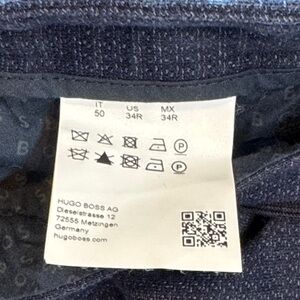 IT US MX
50 34R 34R
P
P
HUGO BOSS AG
Dieselstrasse 12
72555 Metzingen
Germany
hugoboss.com